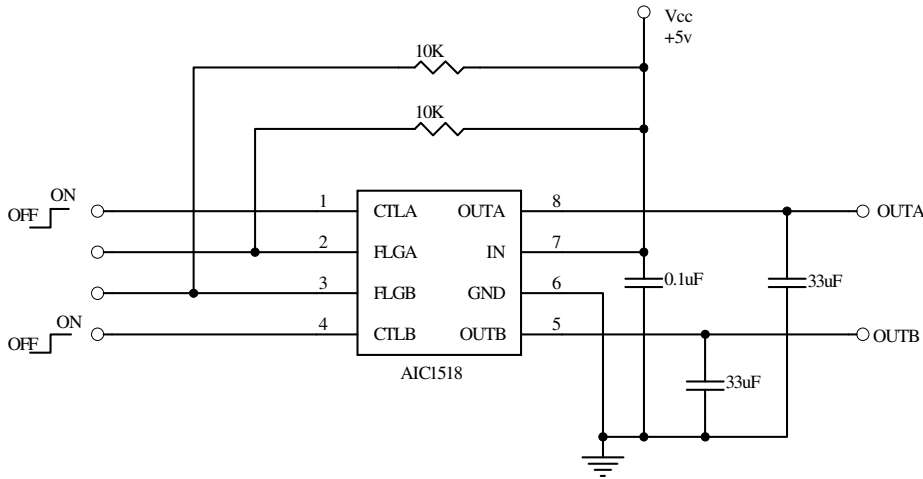 Vcc
+5v
10K
10K
ON
OFF
1
CTLA
OUTA
8
OUTA
2
FLGA
IN
7
3
FLGB
GND
6
0.1uF
33uF
ON
OFF
4
CTLB
OUTB
5
OUTB
AIC1518
33uF